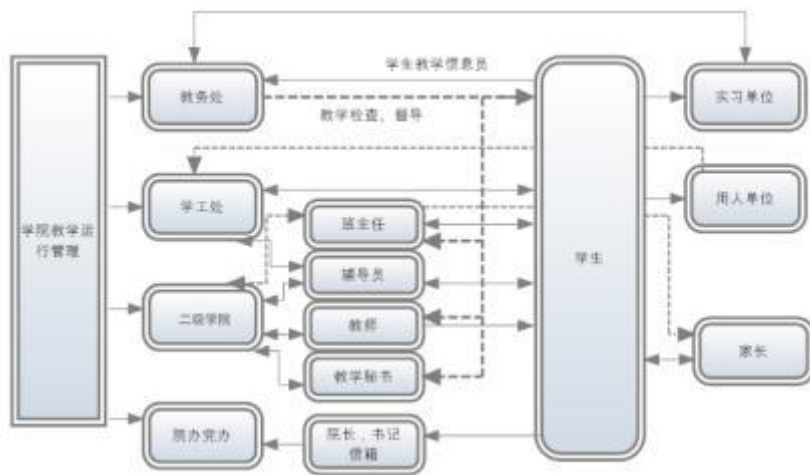 学生教学信息员
教务处
实习单位
教学检查、督导
学工处
用人单位
学院教学运
行管理
班主任
学生
辅导员
二级学院
教师
家长
教学秘书
院办党办
院长，书记
信箱